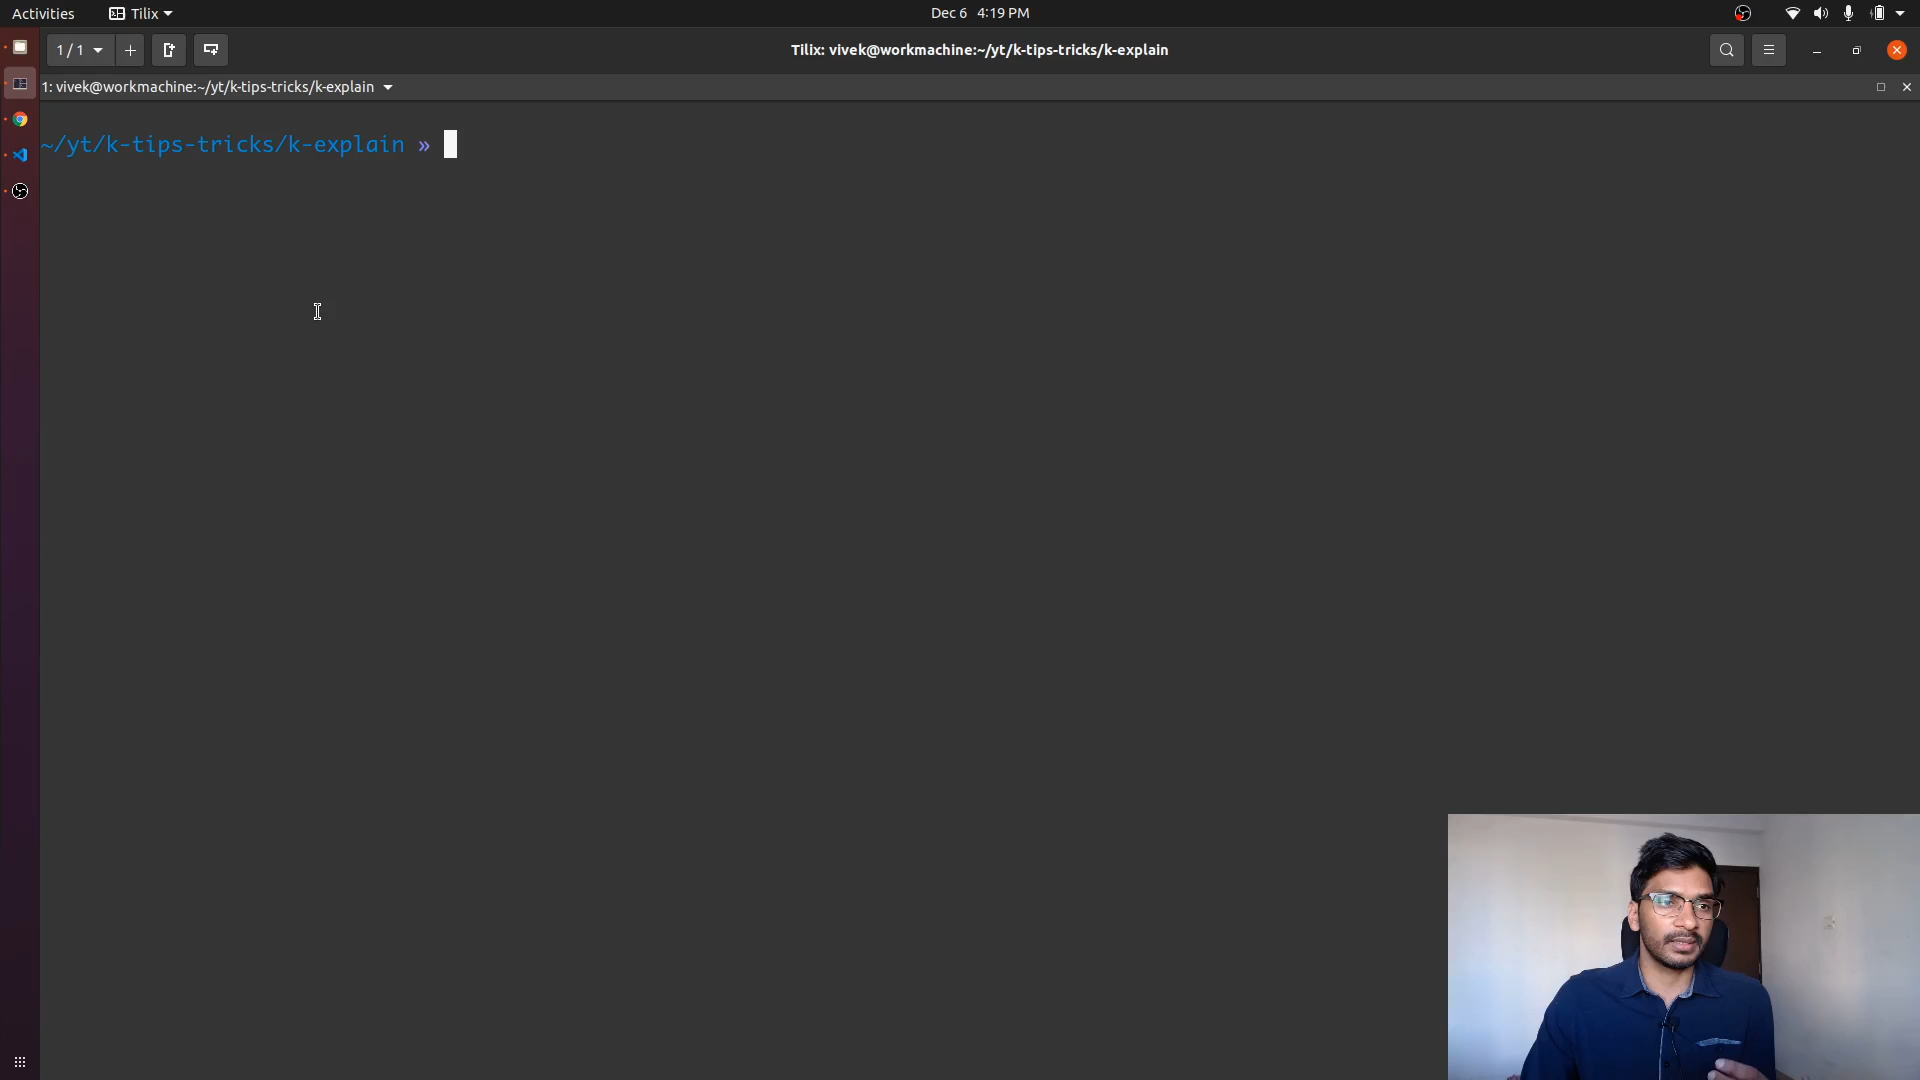 Activities Tilix Dec 6 4:19 PM
1 / 1 Tilix: vivek@workmachine:~/yt/k-tips-tricks/k-explain
1: vivek@workmachine:~/yt/k-tips-tricks/k-explain
~/yt/k-tips-tricks/k-explain »